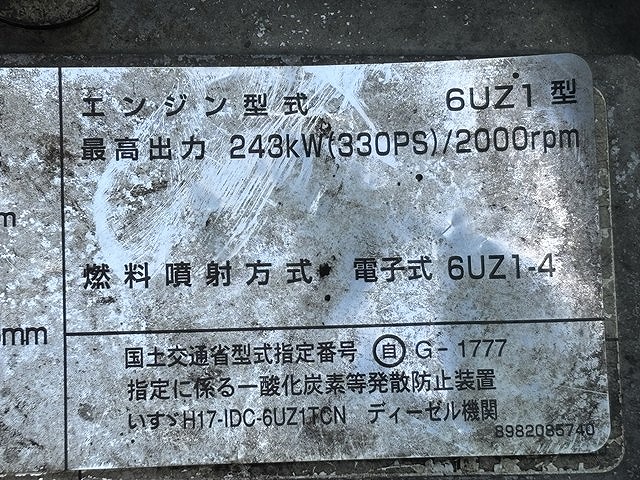 エンジン型式 6UZ1型
最高出力 243kW(330PS)/2000rpm
m
燃料噴射方式 電子式 6UZ1-4
mm
国土交通省型式指定番号 自 G-1777
指定に係る一酸化炭素等発散防止装置
いすゞH17-IDC-6UZ1TCN ディーゼル機関
8982085740